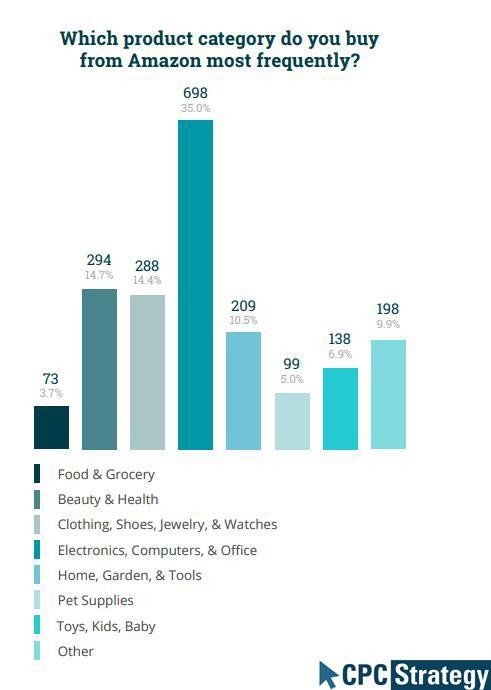 Which product category do you buy
from Amazon most frequently?
698
35.0%
294
14.7%
288
14.4%
209
10.5%
198
9.9%
138
6.9%
99
5.0%
73
3.7%
Food & Grocery
Beauty & Health
Clothing, Shoes, Jewelry, & Watches
Electronics, Computers, & Office
Home, Garden, & Tools
Pet Supplies
Toys, Kids, Baby
Other
CPC Strategy